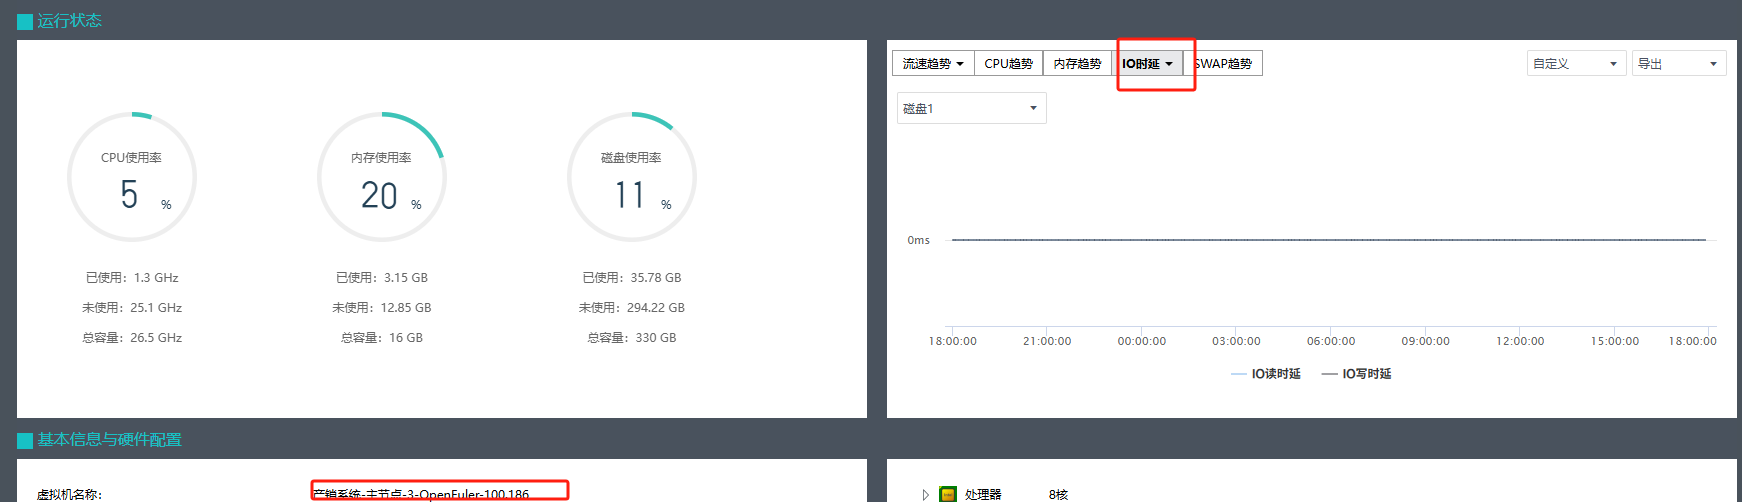 运行状态
CPU使用率
5 %
已使用：1.3 GHz
未使用：25.1 GHz
总容量：26.5 GHz
内存使用率
20 %
已使用：3.15 GB
未使用：12.85 GB
总容量：16 GB
磁盘使用率
11 %
已使用：35.78 GB
未使用：294.22 GB
总容量：330 GB
流速趋势 CPU趋势 内存趋势 IO时延 SWAP趋势 自定义 导出
磁盘1
0ms
18:00:00 21:00:00 00:00:00 03:00:00 06:00:00 09:00:00 12:00:00 15:00:00 18:00:00
IO读时延 IO写时延
基本信息与硬件配置
虚拟机名称： 产销系统-主节点-3-OpenEuler-100.186
处理器 8核